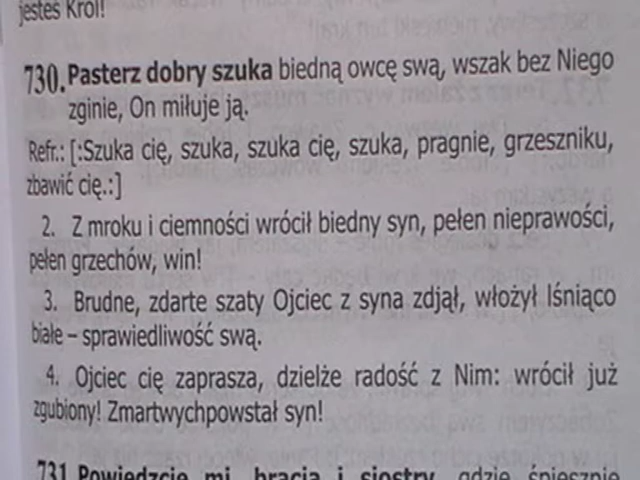 jesteś Król!
730. Pasterz dobry szuka biedną owcę swą, wszak bez Niego
zginie, On miłuje ją.
Refr.: [:Szuka cię, szuka, szuka cię, szuka, pragnie, grzeszniku,
zbawić cię.:]
2. Z mroku i ciemności wrócił biedny syn, pełen nieprawości,
pełen grzechów, win!
3. Brudne, zdarte szaty Ojciec z syna zdjął, włożył lśniąco
białe – sprawiedliwość swą.
4. Ojciec cię zaprasza, dzielże radość z Nim: wrócił już
zgubiony! Zmartwychpowstał syn!
731 Powiedzcie mi, bracia i siostry, gdzie śpiesznie